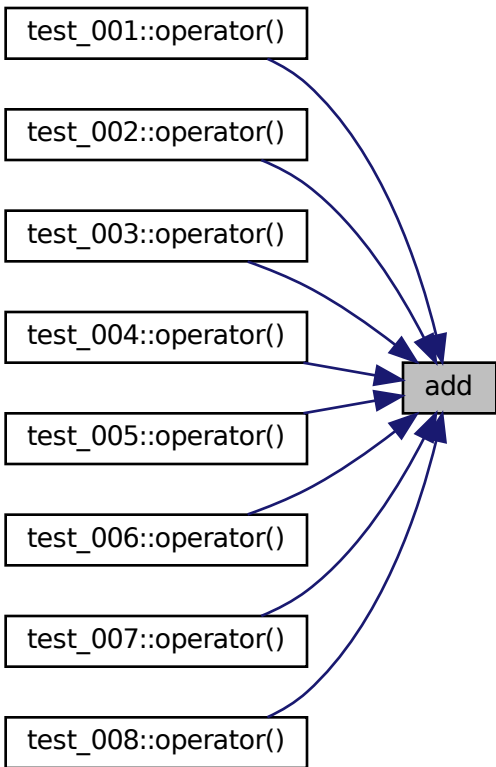 test_001::operator()
test_002::operator()
test_003::operator()
test_004::operator()
add
test_005::operator()
test_006::operator()
test_007::operator()
test_008::operator()